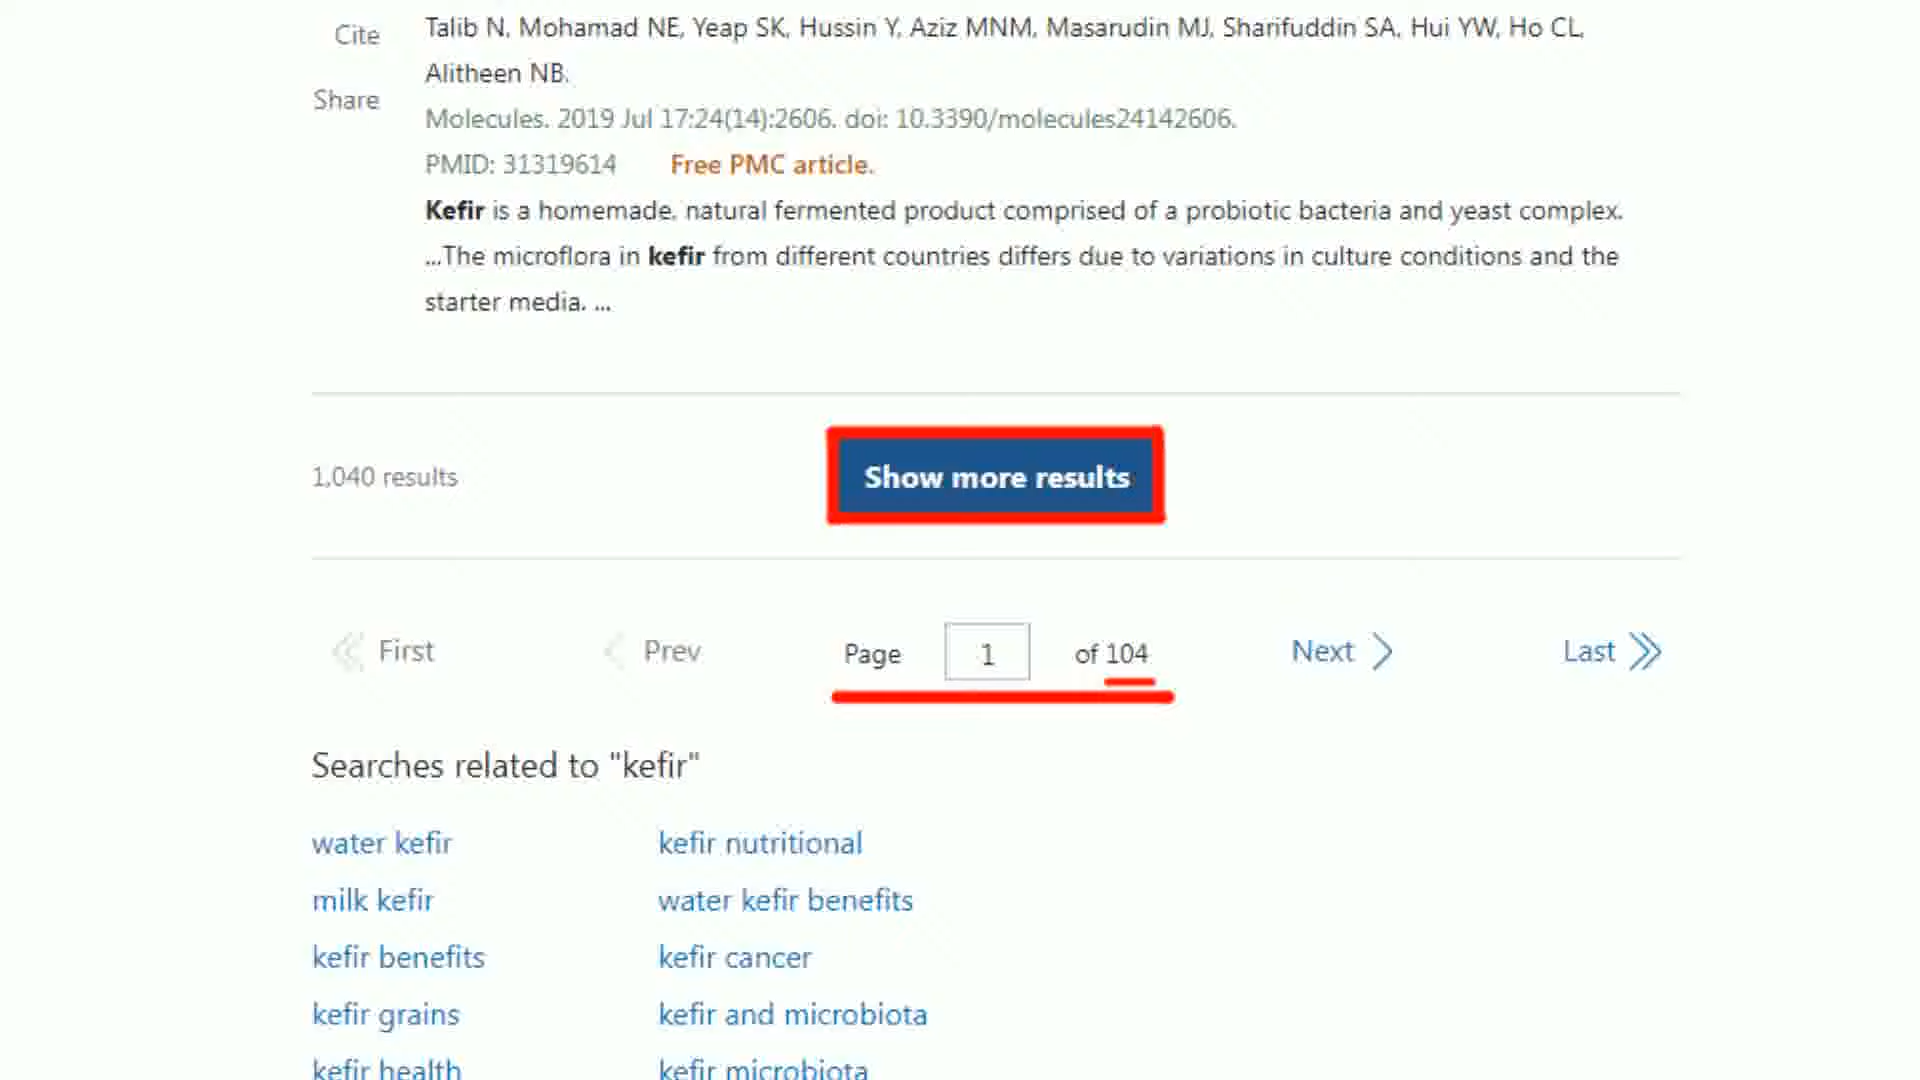 Cite
Share
Talib N, Mohamad NE, Yeap SK, Hussin Y, Aziz MNM, Masarudin MJ, Sharifuddin SA, Hui YW, Ho CL,
Alitheen NB.
Molecules. 2019 Jul 17;24(14):2606. doi: 10.3390/molecules24142606.
PMID: 31319614 Free PMC article.
Kefir is a homemade, natural fermented product comprised of a probiotic bacteria and yeast complex.
...The microflora in kefir from different countries differs due to variations in culture conditions and the
starter media. ...
1,040 results
Show more results
First Prev Page 1 of 104 Next Last
Searches related to "kefir"
water kefir
milk kefir
kefir benefits
kefir grains
kefir health
kefir nutritional
water kefir benefits
kefir cancer
kefir and microbiota
kefir microbiota